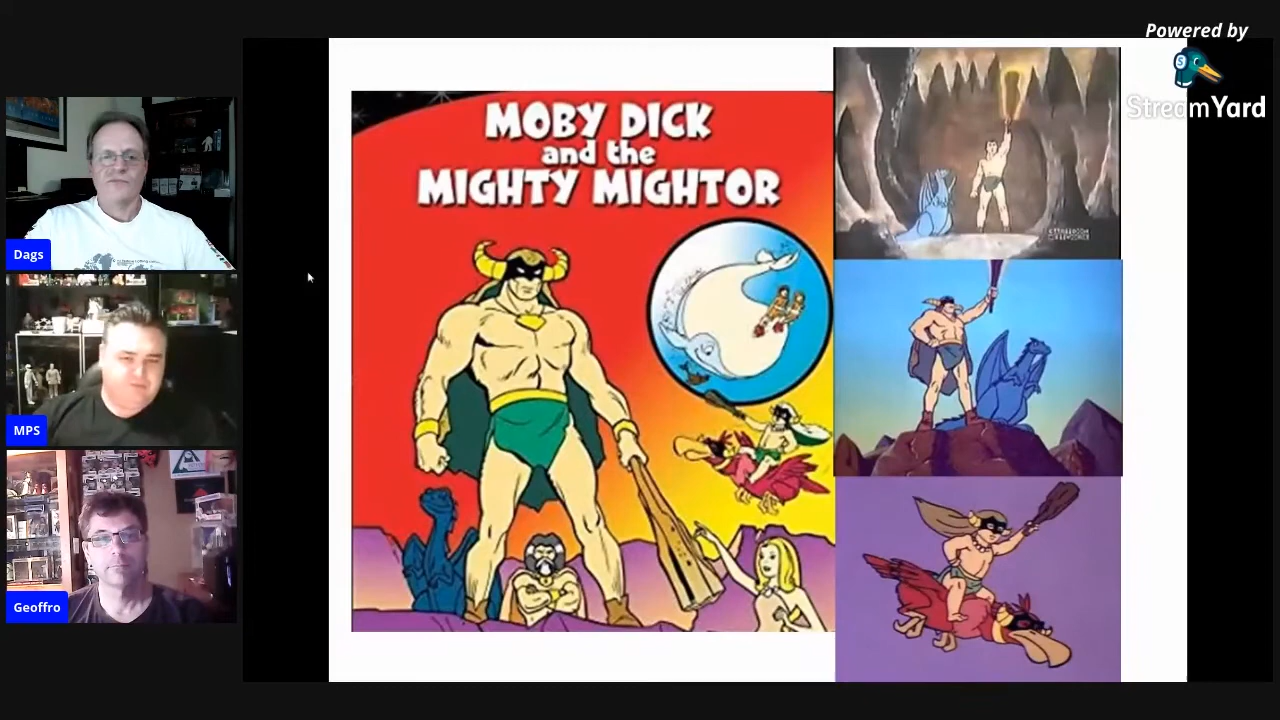 Powered by
StreamYard
MOBY DICK
and the
MIGHTY MIGHTOR
Dags
MPS
Geoffro